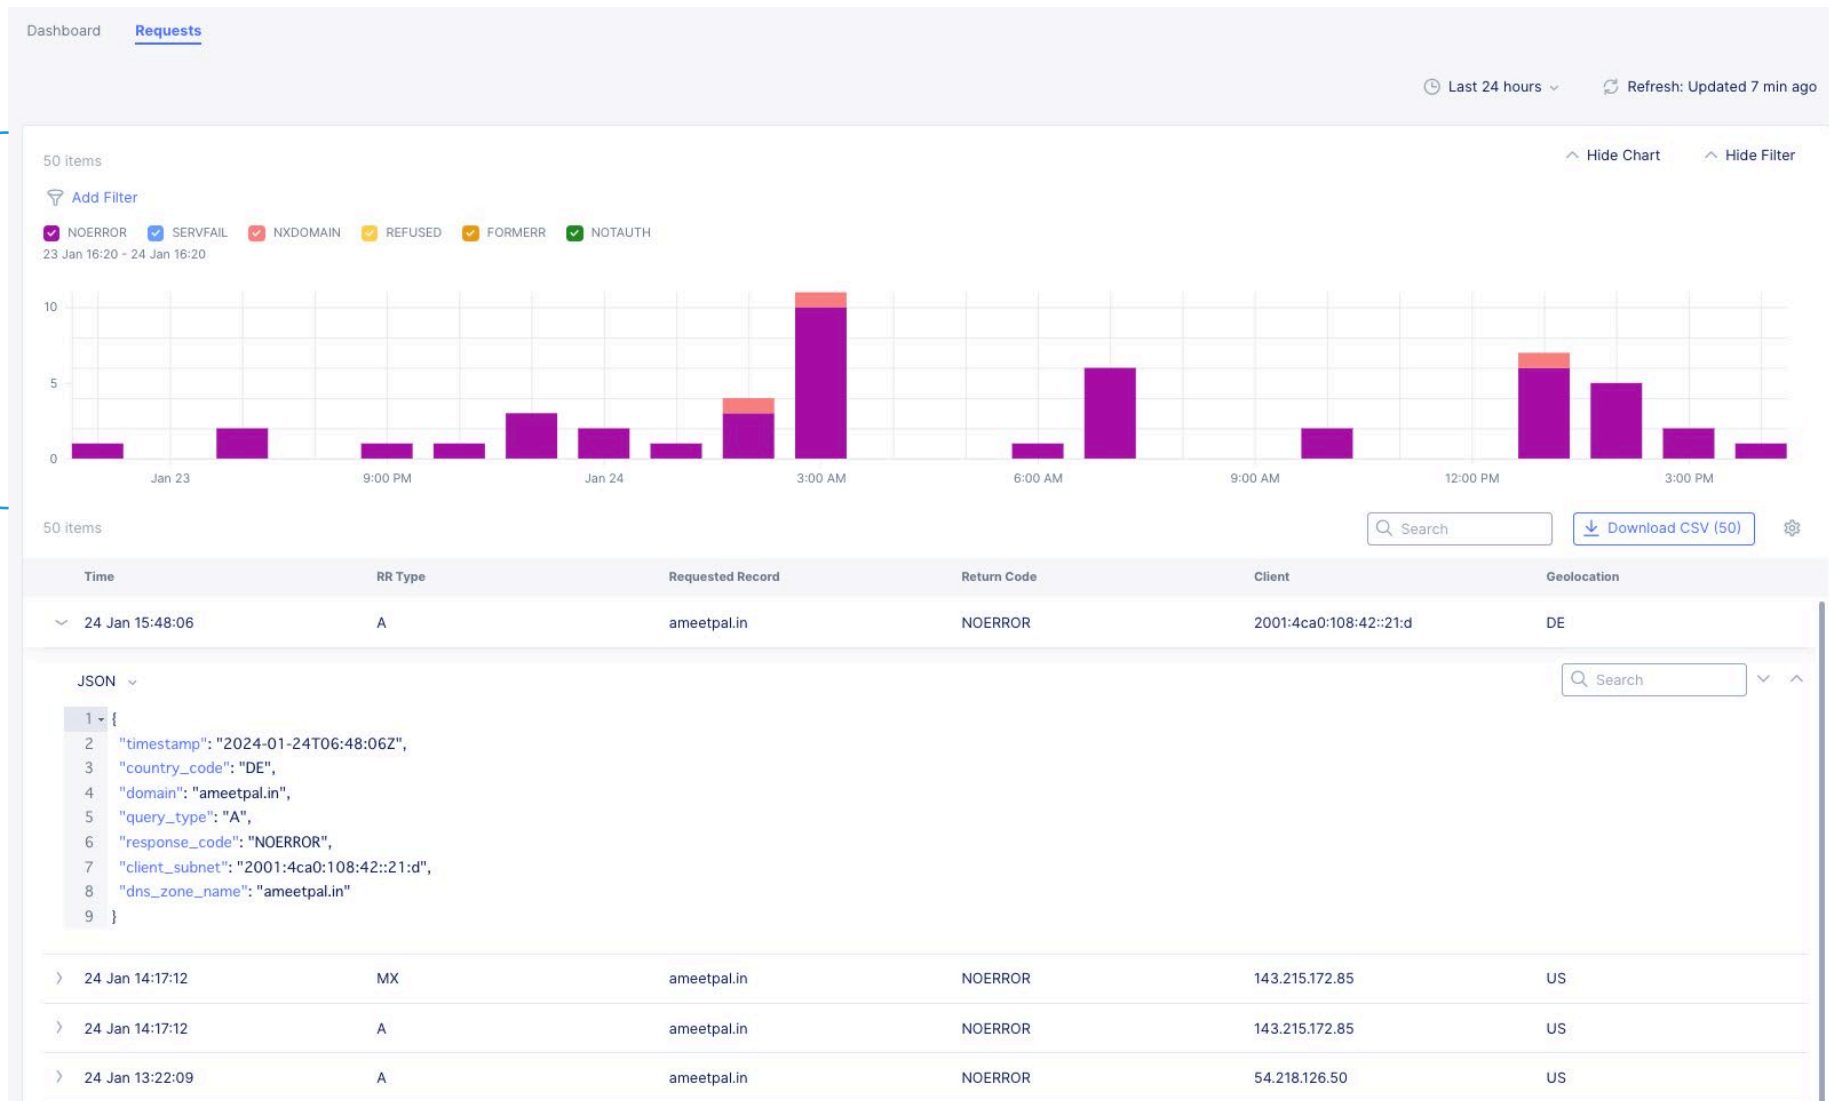 Dashboard Requests
Last 24 hours Refresh: Updated 7 min ago
50 items Hide Chart Hide Filter
Add Filter
NOERROR SERVFAIL NXDOMAIN REFUSED FORMERR NOTAUTH
23 Jan 16:20 - 24 Jan 16:20
10
5
0
Jan 23 9:00 PM Jan 24 3:00 AM 6:00 AM 9:00 AM 12:00 PM 3:00 PM
50 items Search Download CSV (50)
Time RR Type Requested Record Return Code Client Geolocation
24 Jan 15:48:06 A ameetpal.in NOERROR 2001:4ca0:108:42::21:d DE
JSON Search
1 {
2 "timestamp": "2024-01-24T06:48:06Z",
3 "country_code": "DE",
4 "domain": "ameetpal.in",
5 "query_type": "A",
6 "response_code": "NOERROR",
7 "client_subnet": "2001:4ca0:108:42::21:d",
8 "dns_zone_name": "ameetpal.in"
9 }
24 Jan 14:17:12 MX ameetpal.in NOERROR 143.215.172.85 US
24 Jan 14:17:12 A ameetpal.in NOERROR 143.215.172.85 US
24 Jan 13:22:09 A ameetpal.in NOERROR 54.218.126.50 US